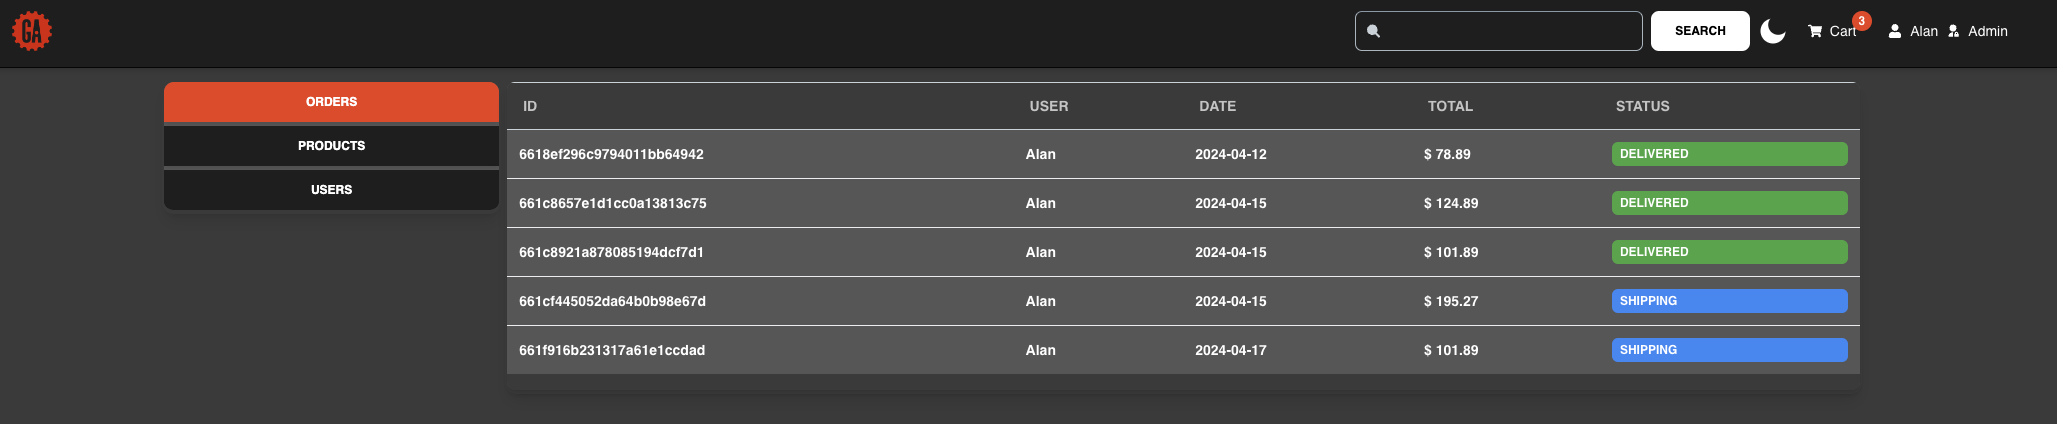 GA
SEARCH
Cart
3
Alan
Admin
ORDERS
PRODUCTS
USERS
ID USER DATE TOTAL STATUS
6618ef296c9794011bb64942 Alan 2024-04-12 $ 78.89 DELIVERED
661c8657e1d1cc0a13813c75 Alan 2024-04-15 $ 124.89 DELIVERED
661c8921a878085194dcf7d1 Alan 2024-04-15 $ 101.89 DELIVERED
661cf445052da64b0b98e67d Alan 2024-04-15 $ 195.27 SHIPPING
661f916b231317a61e1ccdad Alan 2024-04-17 $ 101.89 SHIPPING